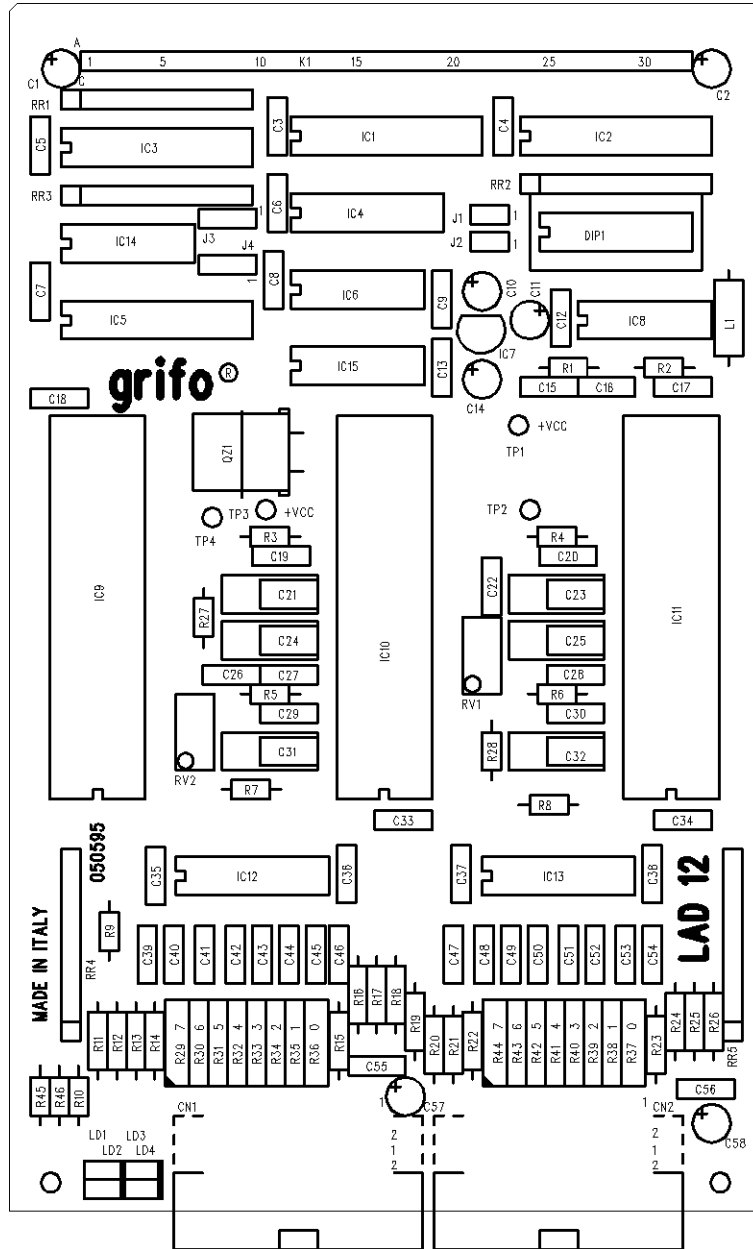 A
1 5 10 K1 15 20 25 30
C1 C C2
RR1
C3 C4
C5 IC3 IC1 IC2
RR3 RR2
C6 IC4 J1 1
J3 1 DIP1
IC14 J4 J2 1
1
C7 C8 IC6 C9 C10 C11 C12 IC8 L1
IC5 IC7
IC15 C13 R1 R2
grifo ®
C18 C14 C15 C16 C17
QZ1 TP1 +VCC
TP3 +VCC TP2
TP4
R3 R4
C19 C20
IC9 IC10 IC11
R27 C21 C22 C23
C24 C25
C26 C27 C28
R5 RV1 R6
C29 C30
C31 R28 C32
RV2
R7 R8
C33 C34
050595
C35 IC12 C36 C37 IC13 C38
MADE IN ITALY LAD 12
R9 C39 C40 C41 C42 C43 C44 C45 C46 C47 C48 C49 C50 C51 C52 C53 C54
RR4
R16 R17 R18
R19
R24 R25 R26
R11 R12 R13 R14 R29 7 R30 6 R31 5 R32 4 R33 3 R34 2 R35 1 R36 0 R15
R20 R21 R22 R44 7 R43 6 R42 5 R41 4 R40 3 R39 2 R38 1 R37 0 R23
RR5
C55
R45 R46 R10 C56
CN1 1 C57 1 CN2
LD1 LD3 2 2 C58
LD2 LD4 1 1
2 2